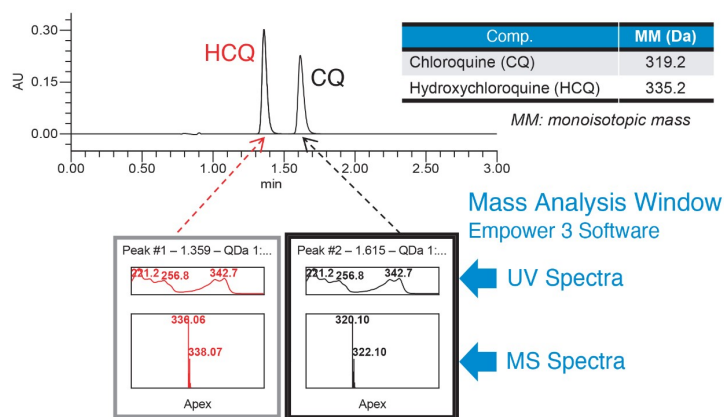 0.30
0.15
0.00
AU
HCQ
CQ
0.00 0.50 1.00 1.50 2.00 2.50 3.00
min
Comp. MM (Da)
Chloroquine (CQ) 319.2
Hydroxychloroquine (HCQ) 335.2
MM: monoisotopic mass
Mass Analysis Window
Empower 3 Software
Peak #1 – 1.359 – QDa 1:...
221.2 256.8 342.7
336.06
338.07
Apex
Peak #2 – 1.615 – QDa 1:...
221.2 256.8 342.7
320.10
322.10
Apex
UV Spectra
MS Spectra